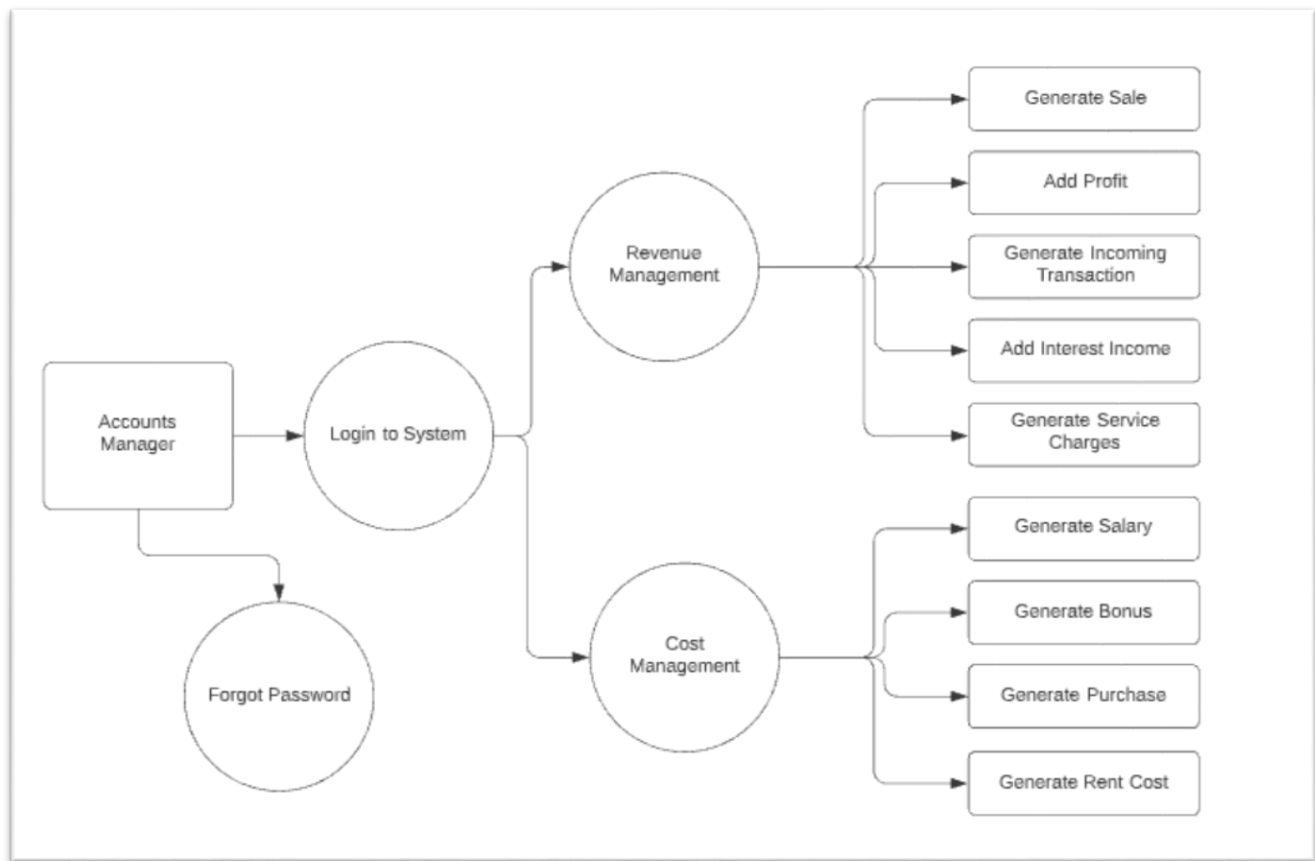 Generate Sale
Add Profit
Revenue
Management
Generate Incoming
Transaction
Add Interest Income
Accounts
Manager
Login to System
Generate Service
Charges
Generate Salary
Generate Bonus
Cost
Management
Forgot Password
Generate Purchase
Generate Rent Cost